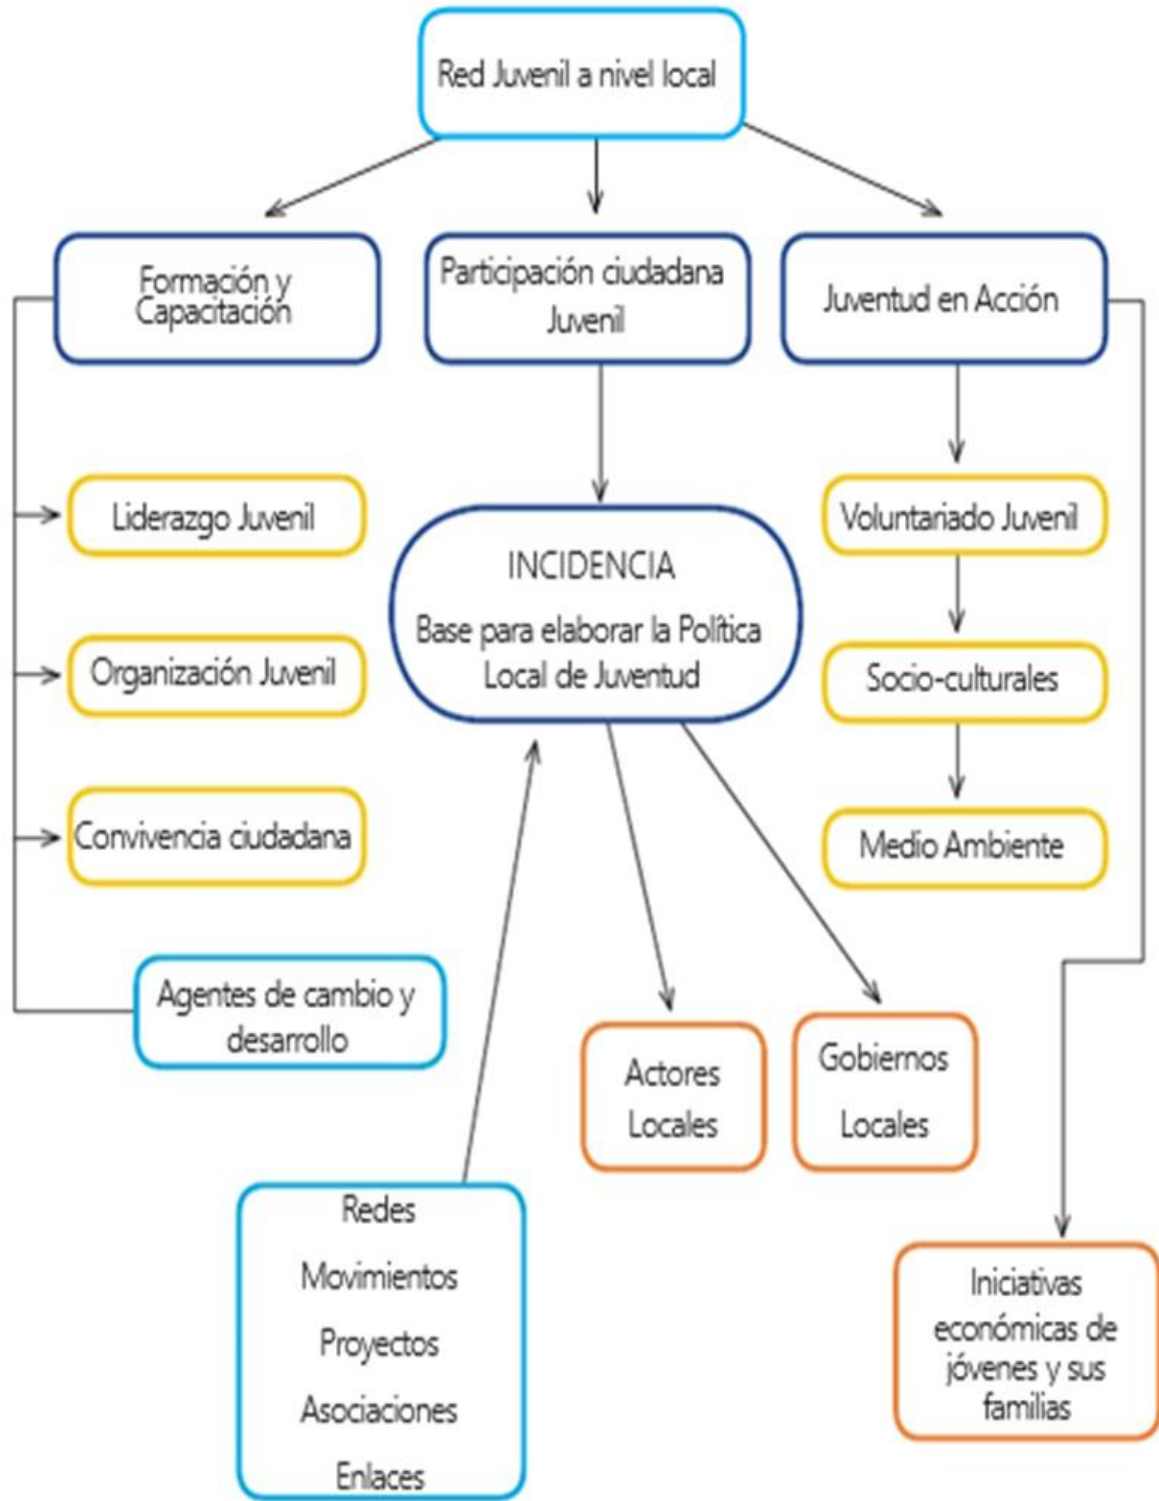 Red Juvenil a nivel local
Formación y
Capacitación
Participación ciudadana
Juvenil
Juventud en Acción
Liderazgo Juvenil
Organización Juvenil
Convivencia ciudadana
Agentes de cambio y
desarrollo
INCIDENCIA
Base para elaborar la Política
Local de Juventud
Voluntariado Juvenil
Socio-culturales
Medio Ambiente
Actores
Locales
Gobiernos
Locales
Redes
Movimientos
Proyectos
Asociaciones
Enlaces
Iniciativas
económicas de
jóvenes y sus
familias